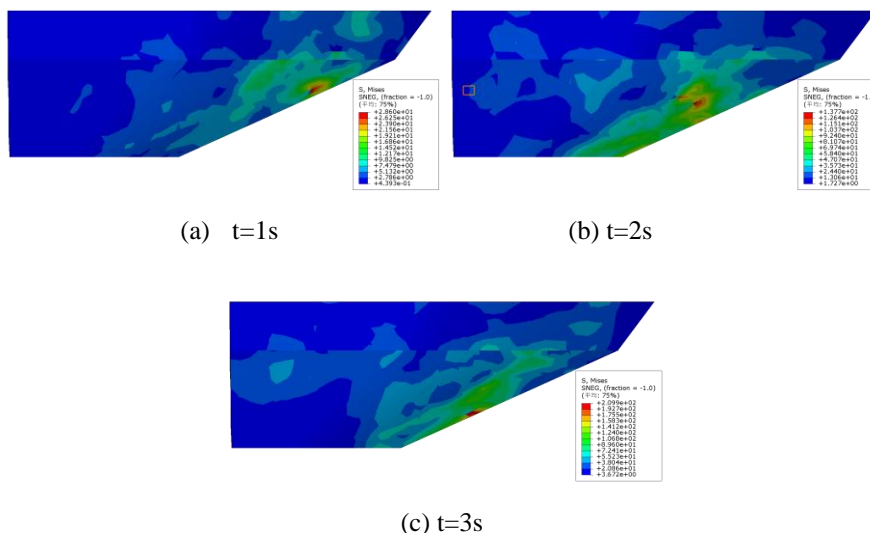 S, Mises
SNEG, (fraction = -1.0)
(平均: 75%)
+2.860e+01
+2.625e+01
+2.390e+01
+2.156e+01
+1.921e+01
+1.686e+01
+1.452e+01
+1.217e+01
+9.825e+00
+7.479e+00
+5.132e+00
+2.786e+00
+4.393e-01
S, Mises
SNEG, (fraction = -1.
(平均: 75%)
+1.377e+02
+1.264e+02
+1.151e+02
+1.037e+02
+9.240e+01
+8.107e+01
+6.974e+01
+5.840e+01
+4.707e+01
+3.573e+01
+2.440e+01
+1.306e+01
+1.727e+00
(a) t=1s
(b) t=2s
S, Mises
SNEG, (fraction = -1.0)
(平均: 75%)
+2.099e+02
+1.927e+02
+1.755e+02
+1.583e+02
+1.412e+02
+1.240e+02
+1.068e+02
+8.960e+01
+7.241e+01
+5.523e+01
+3.804e+01
+2.086e+01
+3.672e+00
(c) t=3s